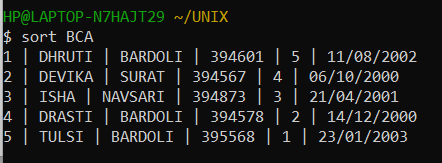 HP@LAPTOP-N7HAJT29 ~/UNIX
$ sort BCA
1 | DHRUTI | BARDOLI | 394601 | 5 | 11/08/2002
2 | DEVIKA | SURAT | 394567 | 4 | 06/10/2000
3 | ISHA | NAVSARI | 394873 | 3 | 21/04/2001
4 | DRASTI | BARDOLI | 394578 | 2 | 14/12/2000
5 | TULSI | BARDOLI | 395568 | 1 | 23/01/2003